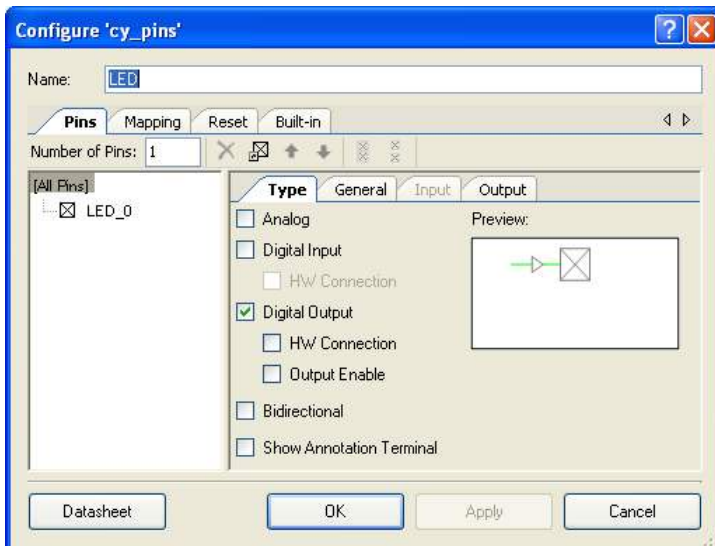 Configure 'cy_pins'
Name: LED
Pins Mapping Reset Built-in
Number of Pins: 1
[All Pins]
LED_0
Type General Input Output
Analog
Preview:
Digital Input
HW Connection
Digital Output
HW Connection
Output Enable
Bidirectional
Show Annotation Terminal
Datasheet OK Apply Cancel